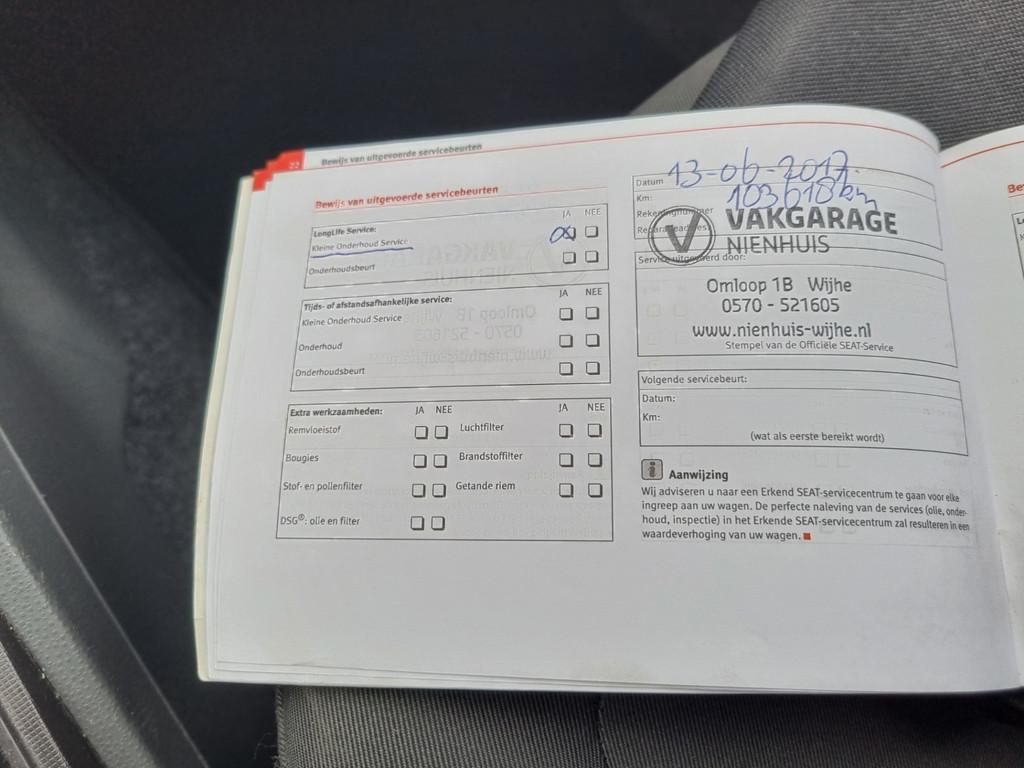 22 Bewijs van uitgevoerde servicebeurten
Bewijs van uitgevoerde servicebeurten
JA NEE
LongLife Service:
Kleine Onderhoud Service
Onderhoudsbeurt
Tijds- of afstandsafhankelijke service: JA NEE
Kleine Onderhoud Service
Onderhoud
Onderhoudsbeurt
Extra werkzaamheden: JA NEE JA NEE
Remvloeistof Luchtfilter
Bougies Brandstoffilter
Stof- en pollenfilter Getande riem
DSG®: olie en filter
Datum 13-06-2017
Km: 103618 km
Rekeningnummer
VAKGARAGE
NIENHUIS
Service uitgevoerd door:
Omloop 1B Wijhe
0570 - 521605
www.nienhuis-wijhe.nl
Stempel van de Officiële SEAT-Service
Volgende servicebeurt:
Datum:
Km:
(wat als eerste bereikt wordt)
i Aanwijzing
Wij adviseren u naar een Erkend SEAT-servicecentrum te gaan voor elke
ingreep aan uw wagen. De perfecte naleving van de services (olie, onder-
houd, inspectie) in het Erkende SEAT-servicecentrum zal resulteren in een
waardeverhoging van uw wagen.